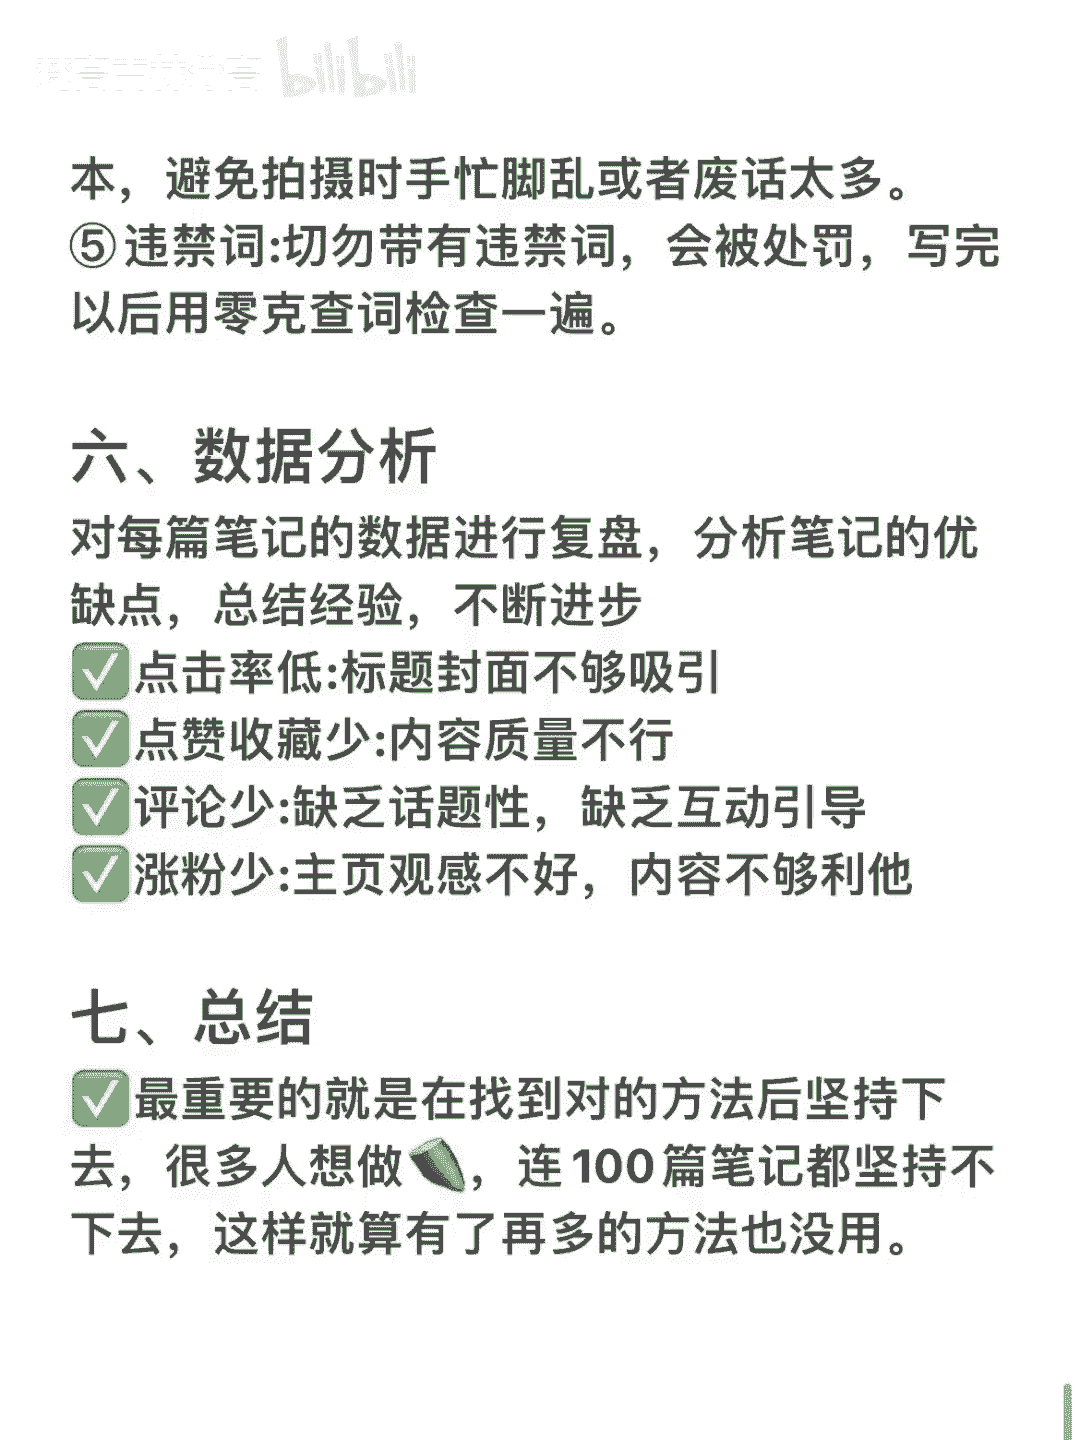 bilibili
本，避免拍摄时手忙脚乱或者废话太多。
⑤违禁词:切勿带有违禁词，会被处罚，写完
以后用零克查词检查一遍。
六、数据分析
对每篇笔记的数据进行复盘，分析笔记的优
缺点，总结经验，不断进步
✅点击率低:标题封面不够吸引
✅点赞收藏少:内容质量不行
✅评论少:缺乏话题性，缺乏互动引导
✅涨粉少:主页观感不好，内容不够利他
七、总结
✅最重要的就是在找到对的方法后坚持下
去，很多人想做🍠，连100篇笔记都坚持不
下去，这样就算有了再多的方法也没用。